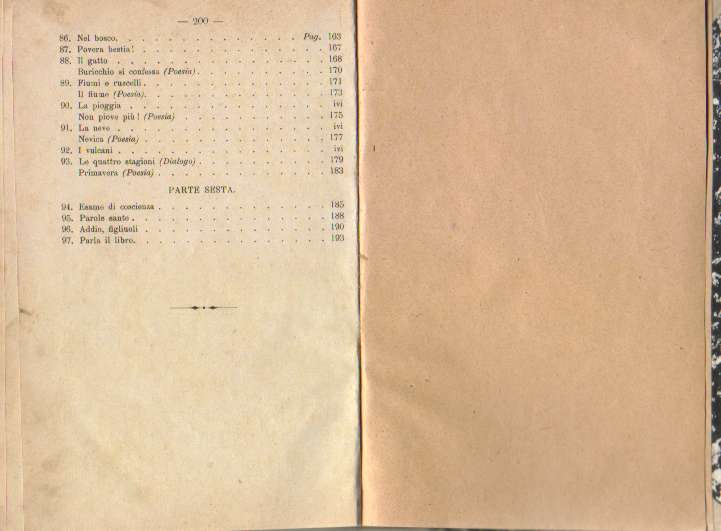 — 200 —
86. Nel bosco. . . . . . . . . . . . . . . Pag. 163
87. Povera bestia! . . . . . . . . . . . . . . 167
88. Il gatto . . . . . . . . . . . . . . . . 168
Buricchio si confessa (Poesia) . . . . . . . . . . 170
89. Fiumi e ruscelli . . . . . . . . . . . . . . 171
Il fiume (Poesia). . . . . . . . . . . . . . 173
90. La pioggia . . . . . . . . . . . . . . . ivi
Non piove più! (Poesia) . . . . . . . . . . . 175
91. La neve . . . . . . . . . . . . . . . . ivi
Nevica (Poesia) . . . . . . . . . . . . . . 177
92. I vulcani . . . . . . . . . . . . . . . . ivi
93. Le quattro stagioni (Dialogo) . . . . . . . . . . 179
Primavera (Poesia) . . . . . . . . . . . . . 183
PARTE SESTA.
94. Esame di coscienza . . . . . . . . . . . . . 185
95. Parole sante . . . . . . . . . . . . . . . 188
96. Addio, figliuoli . . . . . . . . . . . . . . 190
97. Parla il libro. . . . . . . . . . . . . . . 193